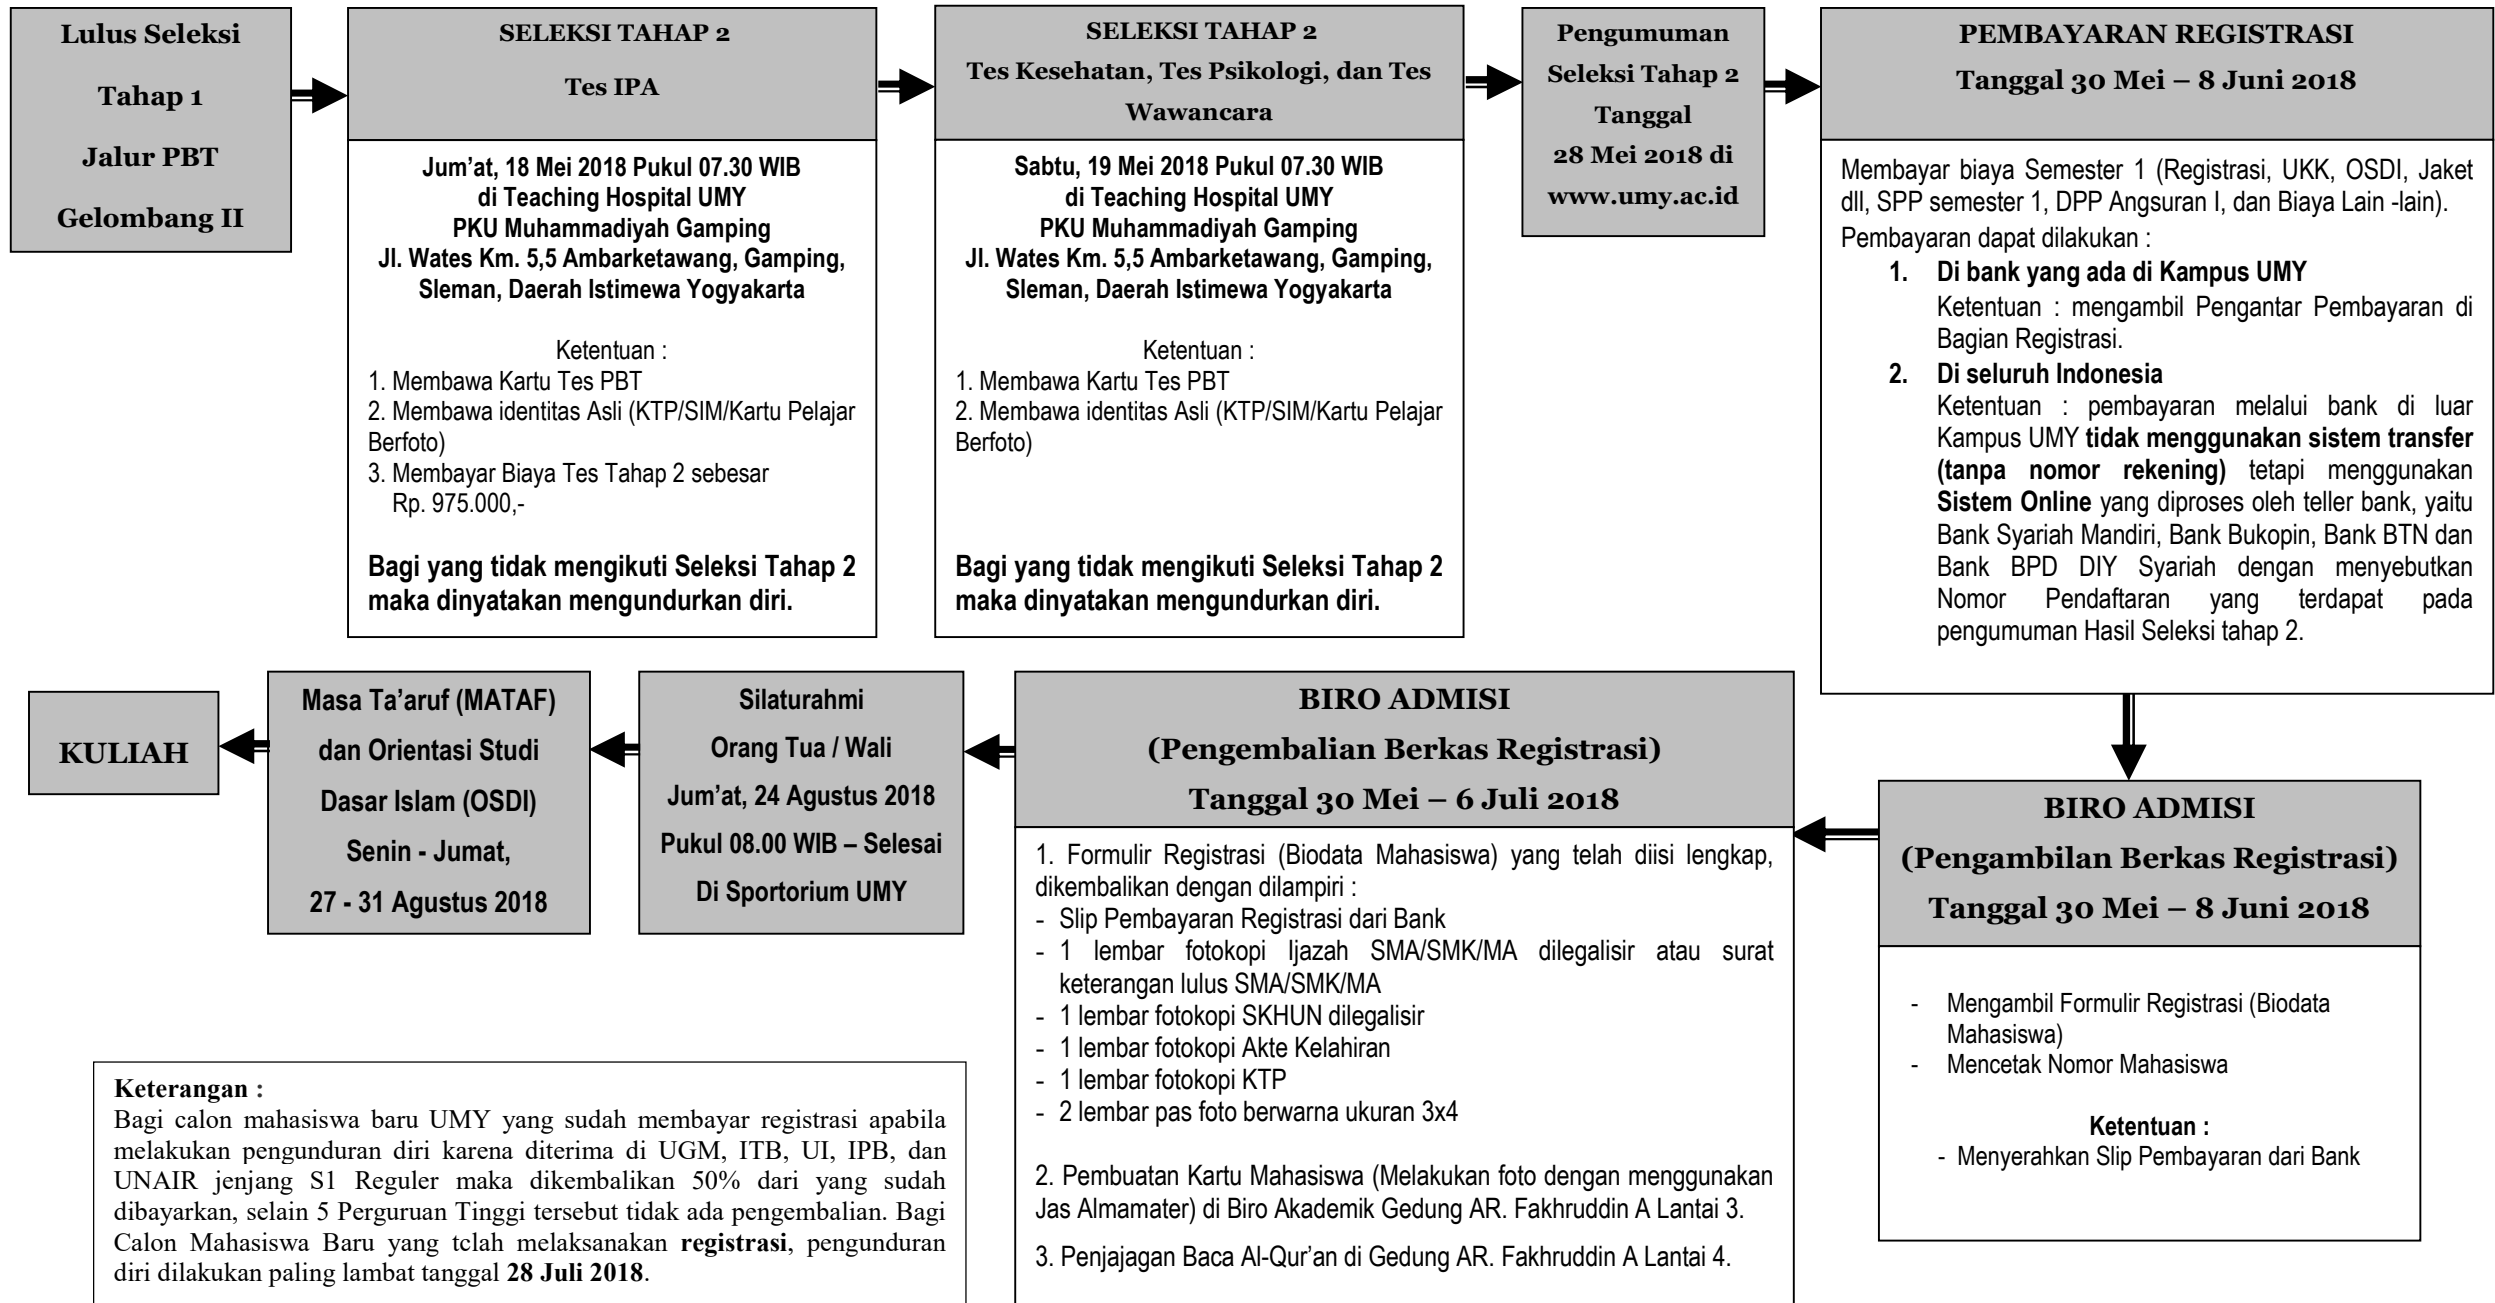 Lulus Seleksi
Tahap 1
Jalur PBT
Gelombang II
SELEKSI TAHAP 2
Tes IPA
Jum’at, 18 Mei 2018 Pukul 07.30 WIB
di Teaching Hospital UMY
PKU Muhammadiyah Gamping
Jl. Wates Km. 5,5 Ambarketawang, Gamping,
Sleman, Daerah Istimewa Yogyakarta
Ketentuan :
1. Membawa Kartu Tes PBT
2. Membawa identitas Asli (KTP/SIM/Kartu Pelajar
Berfoto)
3. Membayar Biaya Tes Tahap 2 sebesar
Rp. 975.000,-
Bagi yang tidak mengikuti Seleksi Tahap 2
maka dinyatakan mengundurkan diri.
SELEKSI TAHAP 2
Tes Kesehatan, Tes Psikologi, dan Tes
Wawancara
Sabtu, 19 Mei 2018 Pukul 07.30 WIB
di Teaching Hospital UMY
PKU Muhammadiyah Gamping
Jl. Wates Km. 5,5 Ambarketawang, Gamping,
Sleman, Daerah Istimewa Yogyakarta
Ketentuan :
1. Membawa Kartu Tes PBT
2. Membawa identitas Asli (KTP/SIM/Kartu Pelajar
Berfoto)
Bagi yang tidak mengikuti Seleksi Tahap 2
maka dinyatakan mengundurkan diri.
Pengumuman
Seleksi Tahap 2
Tanggal
28 Mei 2018 di
www.umy.ac.id
PEMBAYARAN REGISTRASI
Tanggal 30 Mei – 8 Juni 2018
Membayar biaya Semester 1 (Registrasi, UKK, OSDI, Jaket
dll, SPP semester 1, DPP Angsuran I, dan Biaya Lain -lain).
Pembayaran dapat dilakukan :
1. Di bank yang ada di Kampus UMY
Ketentuan : mengambil Pengantar Pembayaran di
Bagian Registrasi.
2. Di seluruh Indonesia
Ketentuan : pembayaran melalui bank di luar
Kampus UMY tidak menggunakan sistem transfer
(tanpa nomor rekening) tetapi menggunakan
Sistem Online yang diproses oleh teller bank, yaitu
Bank Syariah Mandiri, Bank Bukopin, Bank BTN dan
Bank BPD DIY Syariah dengan menyebutkan
Nomor Pendaftaran yang terdapat pada
pengumuman Hasil Seleksi tahap 2.
BIRO ADMISI
(Pengambilan Berkas Registrasi)
Tanggal 30 Mei – 8 Juni 2018
- Mengambil Formulir Registrasi (Biodata
Mahasiswa)
- Mencetak Nomor Mahasiswa
Ketentuan :
- Menyerahkan Slip Pembayaran dari Bank
BIRO ADMISI
(Pengembalian Berkas Registrasi)
Tanggal 30 Mei – 6 Juli 2018
1. Formulir Registrasi (Biodata Mahasiswa) yang telah diisi lengkap,
dikembalikan dengan dilampiri :
- Slip Pembayaran Registrasi dari Bank
- 1 lembar fotokopi Ijazah SMA/SMK/MA dilegalisir atau surat
keterangan lulus SMA/SMK/MA
- 1 lembar fotokopi SKHUN dilegalisir
- 1 lembar fotokopi Akte Kelahiran
- 1 lembar fotokopi KTP
- 2 lembar pas foto berwarna ukuran 3x4
2. Pembuatan Kartu Mahasiswa (Melakukan foto dengan menggunakan
Jas Almamater) di Biro Akademik Gedung AR. Fakhruddin A Lantai 3.
3. Penjajagan Baca Al-Qur’an di Gedung AR. Fakhruddin A Lantai 4.
Silaturahmi
Orang Tua / Wali
Jum’at, 24 Agustus 2018
Pukul 08.00 WIB – Selesai
Di Sportorium UMY
Masa Ta’aruf (MATAF)
dan Orientasi Studi
Dasar Islam (OSDI)
Senin - Jumat,
27 - 31 Agustus 2018
KULIAH
Keterangan :
Bagi calon mahasiswa baru UMY yang sudah membayar registrasi apabila
melakukan pengunduran diri karena diterima di UGM, ITB, UI, IPB, dan
UNAIR jenjang S1 Reguler maka dikembalikan 50% dari yang sudah
dibayarkan, selain 5 Perguruan Tinggi tersebut tidak ada pengembalian. Bagi
Calon Mahasiswa Baru yang tclah melaksanakan registrasi, pengunduran
diri dilakukan paling lambat tanggal 28 Juli 2018.